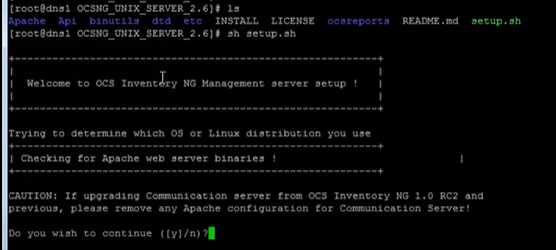 [root@dns1 OCSNG_UNIX_SERVER_2.6]# ls
Apache Api binutils dtd etc INSTALL LICENSE ocsreports README.md setup.sh
[root@dns1 OCSNG_UNIX_SERVER_2.6]# sh setup.sh
+----------------------------------------------------------+
|                                                          |
|  Welcome to OCS Inventory NG Management server setup !   |
|                                                          |
+----------------------------------------------------------+
Trying to determine which OS or Linux distribution you use
+----------------------------------------------------------+
| Checking for Apache web server binaries !                |
+----------------------------------------------------------+
CAUTION: If upgrading Communication server from OCS Inventory NG 1.0 RC2 and
previous, please remove any Apache configuration for Communication Server!
Do you wish to continue ([y]/n)?